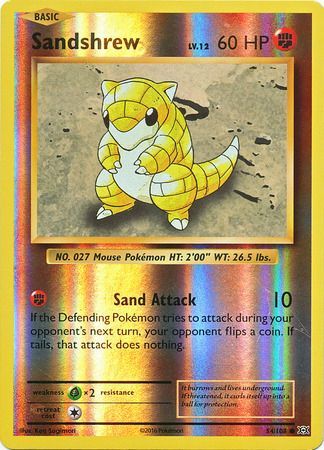 BASIC
Sandshrew LV.12 60 HP
NO. 027 Mouse Pokémon HT: 2'00" WT: 26.5 lbs.
Sand Attack 10
If the Defending Pokémon tries to attack during your
opponent's next turn, your opponent flips a coin. If
tails, that attack does nothing.
weakness ×2 resistance
retreat
cost
It burrows and lives underground.
If threatened, it curls itself up into a
ball for protection.
Illus. Ken Sugimori ©2016 Pokémon 54/108